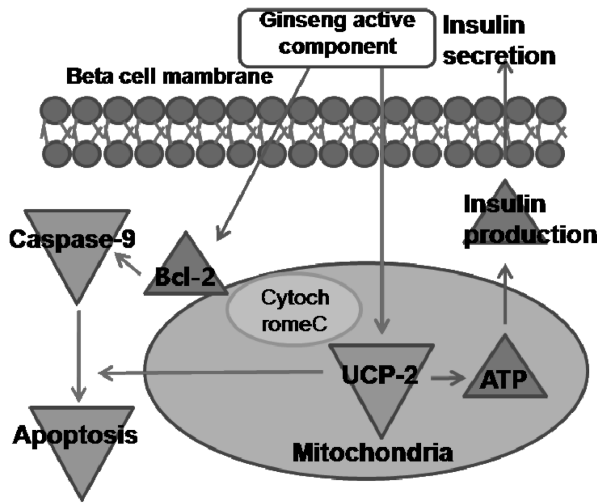 Ginseng active
component
Insulin
secretion
Beta cell mambrane
Insulin
production
Caspase-9
Bcl-2
Cytoch
romeC
UCP-2
ATP
Apoptosis
Mitochondria